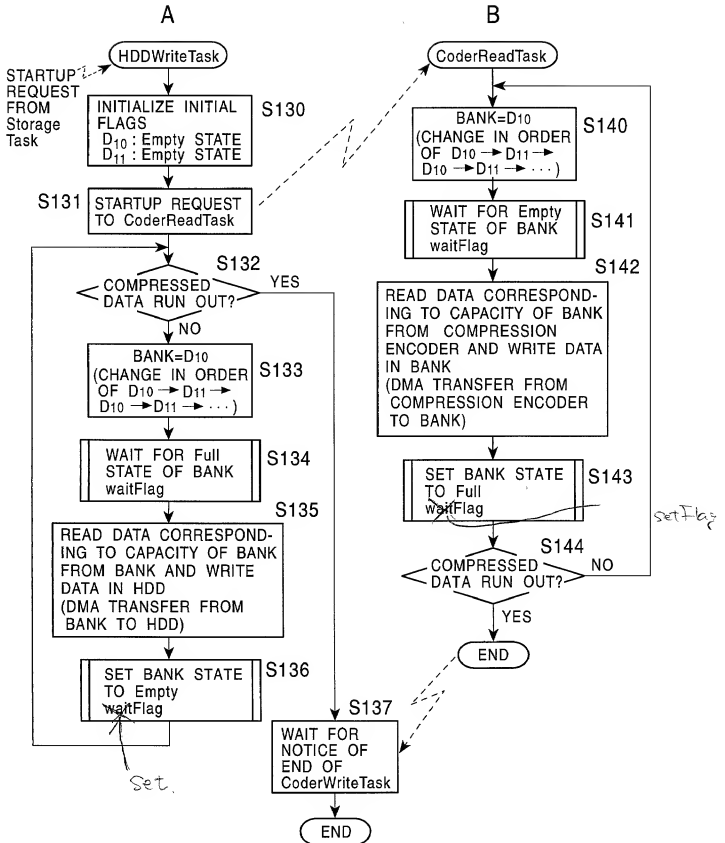 A
HDDWriteTask
STARTUP
REQUEST
FROM
Storage
Task
INITIALIZE INITIAL
FLAGS
D10 : Empty STATE
D11 : Empty STATE
S130
S131
STARTUP REQUEST
TO CoderReadTask
S132
COMPRESSED
DATA RUN OUT?
YES
NO
BANK=D10
(CHANGE IN ORDER
OF D10 → D11 →
D10 → D11 → ···)
S133
WAIT FOR Full
STATE OF BANK
waitFlag
S134
S135
READ DATA CORRESPOND-
ING TO CAPACITY OF BANK
FROM BANK AND WRITE
DATA IN HDD
(DMA TRANSFER FROM
BANK TO HDD)
SET BANK STATE
TO Empty
waitFlag
S136
set.
S137
WAIT FOR
NOTICE OF
END OF
CoderWriteTask
END
B
CoderReadTask
BANK=D10
(CHANGE IN ORDER
OF D10 → D11 →
D10 → D11 → ···)
S140
WAIT FOR Empty
STATE OF BANK
waitFlag
S141
S142
READ DATA CORRESPOND-
ING TO CAPACITY OF BANK
FROM COMPRESSION
ENCODER AND WRITE DATA
IN BANK
(DMA TRANSFER FROM
COMPRESSION ENCODER
TO BANK)
SET BANK STATE
TO Full
waitFlag
S143
setFlag
S144
COMPRESSED
DATA RUN OUT?
NO
YES
END